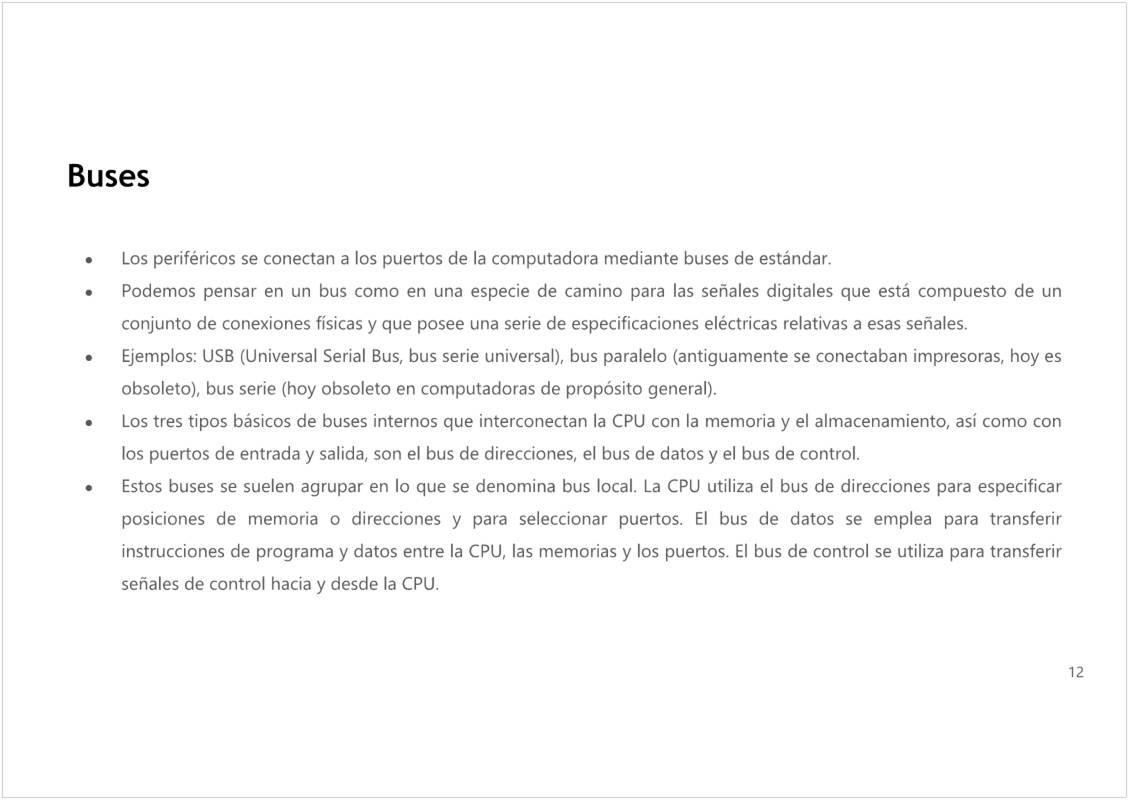 Buses
● Los periféricos se conectan a los puertos de la computadora mediante buses de estándar.
● Podemos pensar en un bus como en una especie de camino para las señales digitales que está compuesto de un
conjunto de conexiones físicas y que posee una serie de especificaciones eléctricas relativas a esas señales.
● Ejemplos: USB (Universal Serial Bus, bus serie universal), bus paralelo (antiguamente se conectaban impresoras, hoy es
obsoleto), bus serie (hoy obsoleto en computadoras de propósito general).
● Los tres tipos básicos de buses internos que interconectan la CPU con la memoria y el almacenamiento, así como con
los puertos de entrada y salida, son el bus de direcciones, el bus de datos y el bus de control.
● Estos buses se suelen agrupar en lo que se denomina bus local. La CPU utiliza el bus de direcciones para especificar
posiciones de memoria o direcciones y para seleccionar puertos. El bus de datos se emplea para transferir
instrucciones de programa y datos entre la CPU, las memorias y los puertos. El bus de control se utiliza para transferir
señales de control hacia y desde la CPU.
12